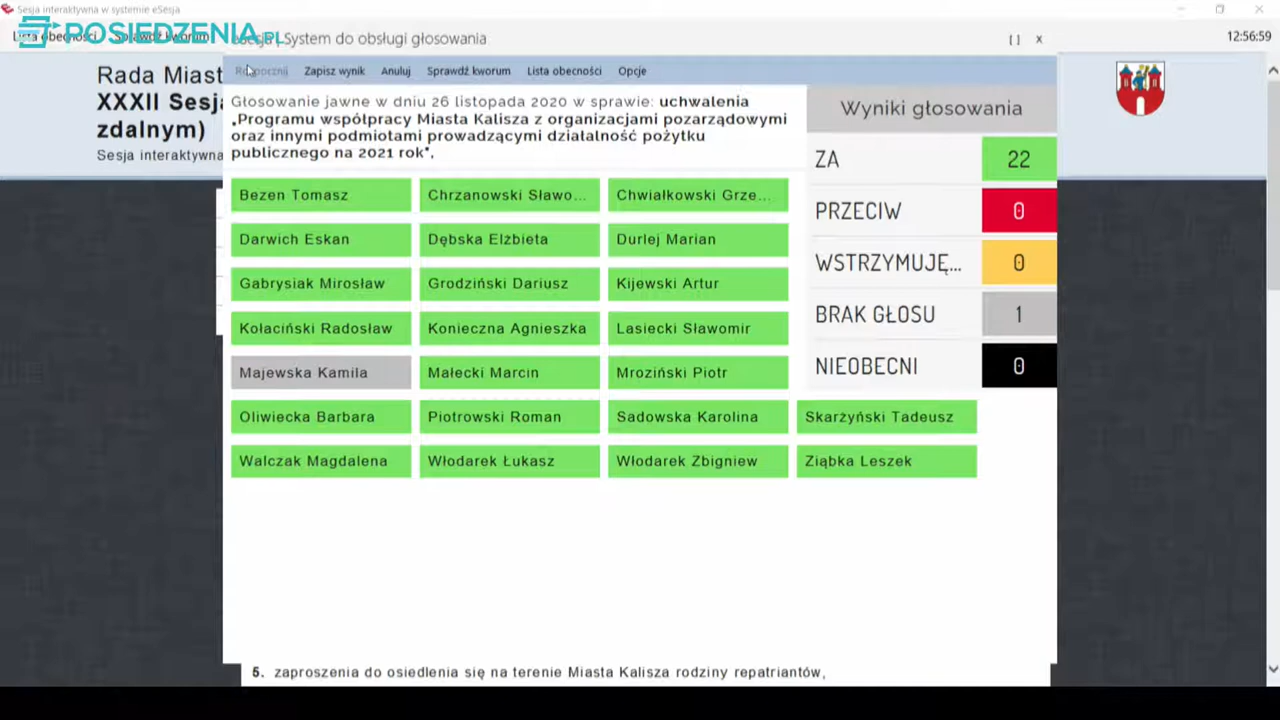 Sesja interaktywna w systemie eSesja
POSIEDZENIA.PL
Lista obecności Sprawdź kworum
System do obsługi głosowania
[ ] x
12:56:59
Rada Miast
XXXII Sesja
zdalnym)
Sesja interaktywna
Rozpocznij Zapisz wynik Anuluj Sprawdź kworum Lista obecności Opcje
Głosowanie jawne w dniu 26 listopada 2020 w sprawie: uchwalenia
„Programu współpracy Miasta Kalisza z organizacjami pozarządowymi
oraz innymi podmiotami prowadzącymi działalność pożytku
publicznego na 2021 rok",
Wyniki głosowania
ZA 22
PRZECIW 0
WSTRZYMUJĘ... 0
BRAK GŁOSU 1
NIEOBECNI 0
Bezen Tomasz Chrzanowski Sławo... Chwiałkowski Grze...
Darwich Eskan Dębska Elżbieta Durlej Marian
Gabrysiak Mirosław Grodziński Dariusz Kijewski Artur
Kołaciński Radosław Konieczna Agnieszka Lasiecki Sławomir
Majewska Kamila Małecki Marcin Mroziński Piotr
Oliwiecka Barbara Piotrowski Roman Sadowska Karolina Skarżyński Tadeusz
Walczak Magdalena Włodarek Łukasz Włodarek Zbigniew Ziąbka Leszek
5. zaproszenia do osiedlenia się na terenie Miasta Kalisza rodziny repatriantów,